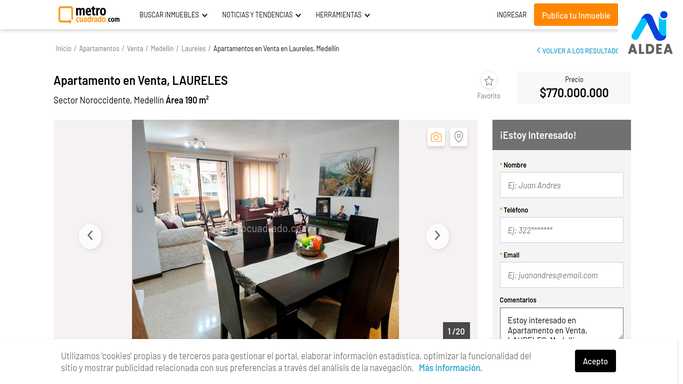 metro
cuadrado.com
BUSCAR INMUEBLES
NOTICIAS Y TENDENCIAS
HERRAMIENTAS
INGRESAR
Publica tu Inmueble
ALDEA
Inicio / Apartamentos / Venta / Medellín / Laureles / Apartamentos en Venta en Laureles, Medellín
VOLVER A LOS RESULTAD
Apartamento en Venta, LAURELES
Sector Noroccidente, Medellín Área 190 m²
Favorito
Precio
$770.000.000
¡Estoy Interesado!
* Nombre
Ej: Juan Andres
* Teléfono
Ej: 322*******
* Email
Ej: juanandres@email.com
Comentarios
Estoy interesado en
Apartamento en Venta,
metrocuadrado.com
1 / 20
Utilizamos 'cookies' propias y de terceros para gestionar el portal, elaborar información estadística, optimizar la funcionalidad del
sitio y mostrar publicidad relacionada con sus preferencias a través del análisis de la navegación. Más Información.
Acepto